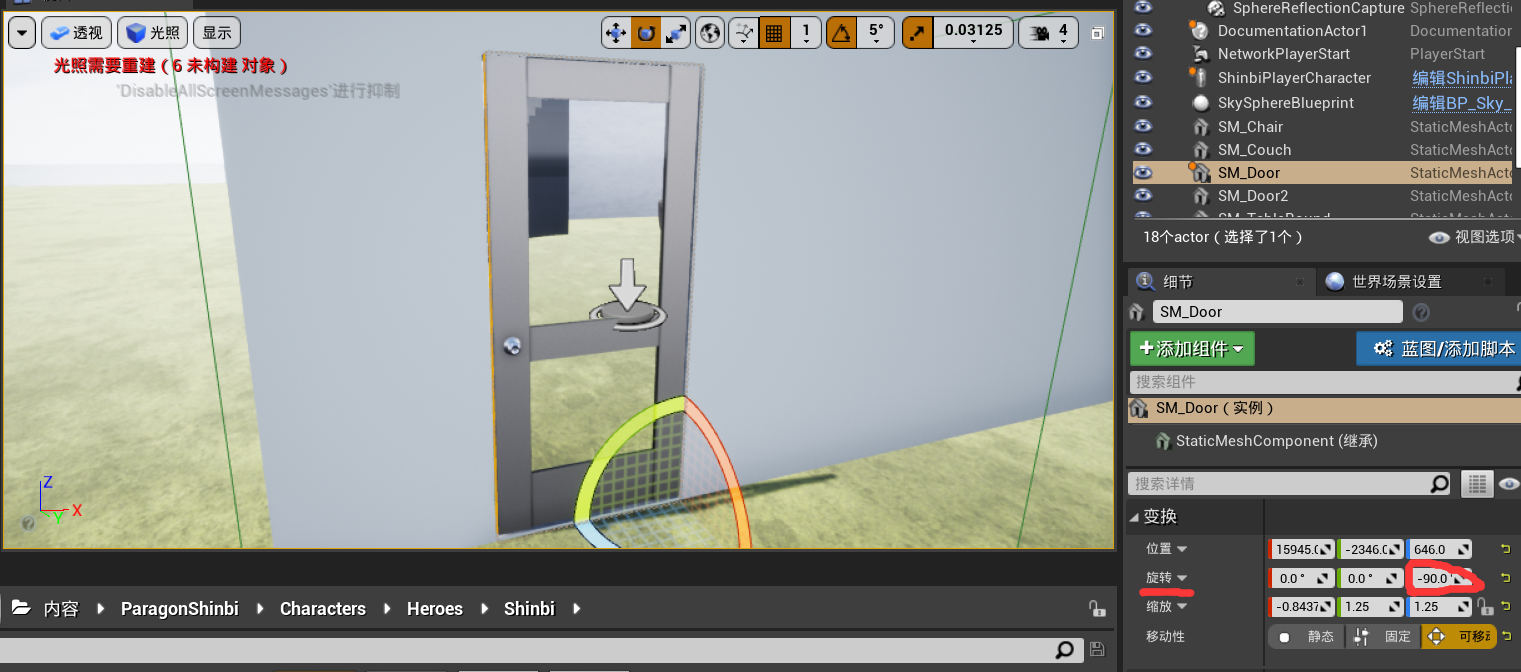 透视 光照 显示 1 5° 0.03125 4
光照需要重建 ( 6 未构建 对象 )
'DisableAllScreenMessages'进行抑制
Z
X
Y
SphereReflectionCapture SphereReflecti
DocumentationActor1 Documentation
NetworkPlayerStart PlayerStart
ShinbiPlayerCharacter 编辑ShinbiPl
SkySphereBlueprint 编辑BP_Sky_
SM_Chair StaticMeshActo
SM_Couch StaticMeshActo
SM_Door StaticMeshActo
SM_Door2 StaticMeshActo
SM_TableRound StaticMeshActo
18个actor ( 选择了1个 ) 视图选项
细节 世界场景设置
SM_Door
添加组件 蓝图/添加脚本
搜索组件
SM_Door ( 实例 )
StaticMeshComponent (继承)
搜索详情
变换
位置 15945.0 -2346.0 646.0
旋转 0.0 ° 0.0 ° -90.0 °
缩放 -0.8437 1.25 1.25
移动性 静态 固定 可移动
内容 ParagonShinbi Characters Heroes Shinbi